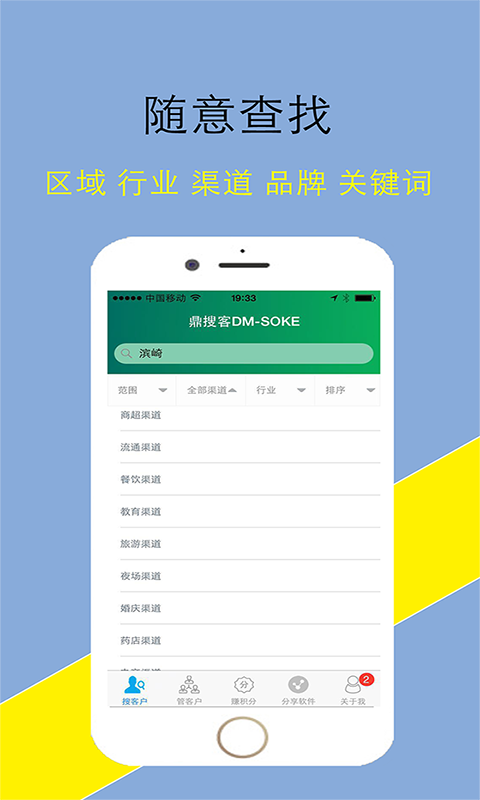 随意查找
区域 行业 渠道 品牌 关键词
中国移动 19:33
鼎搜客DM-SOKE
滨崎
范围 全部渠道 行业 排序
商超渠道
流通渠道
餐饮渠道
教育渠道
旅游渠道
夜场渠道
婚庆渠道
药店渠道
分 2
搜客户 管客户 赚积分 分享软件 关于我